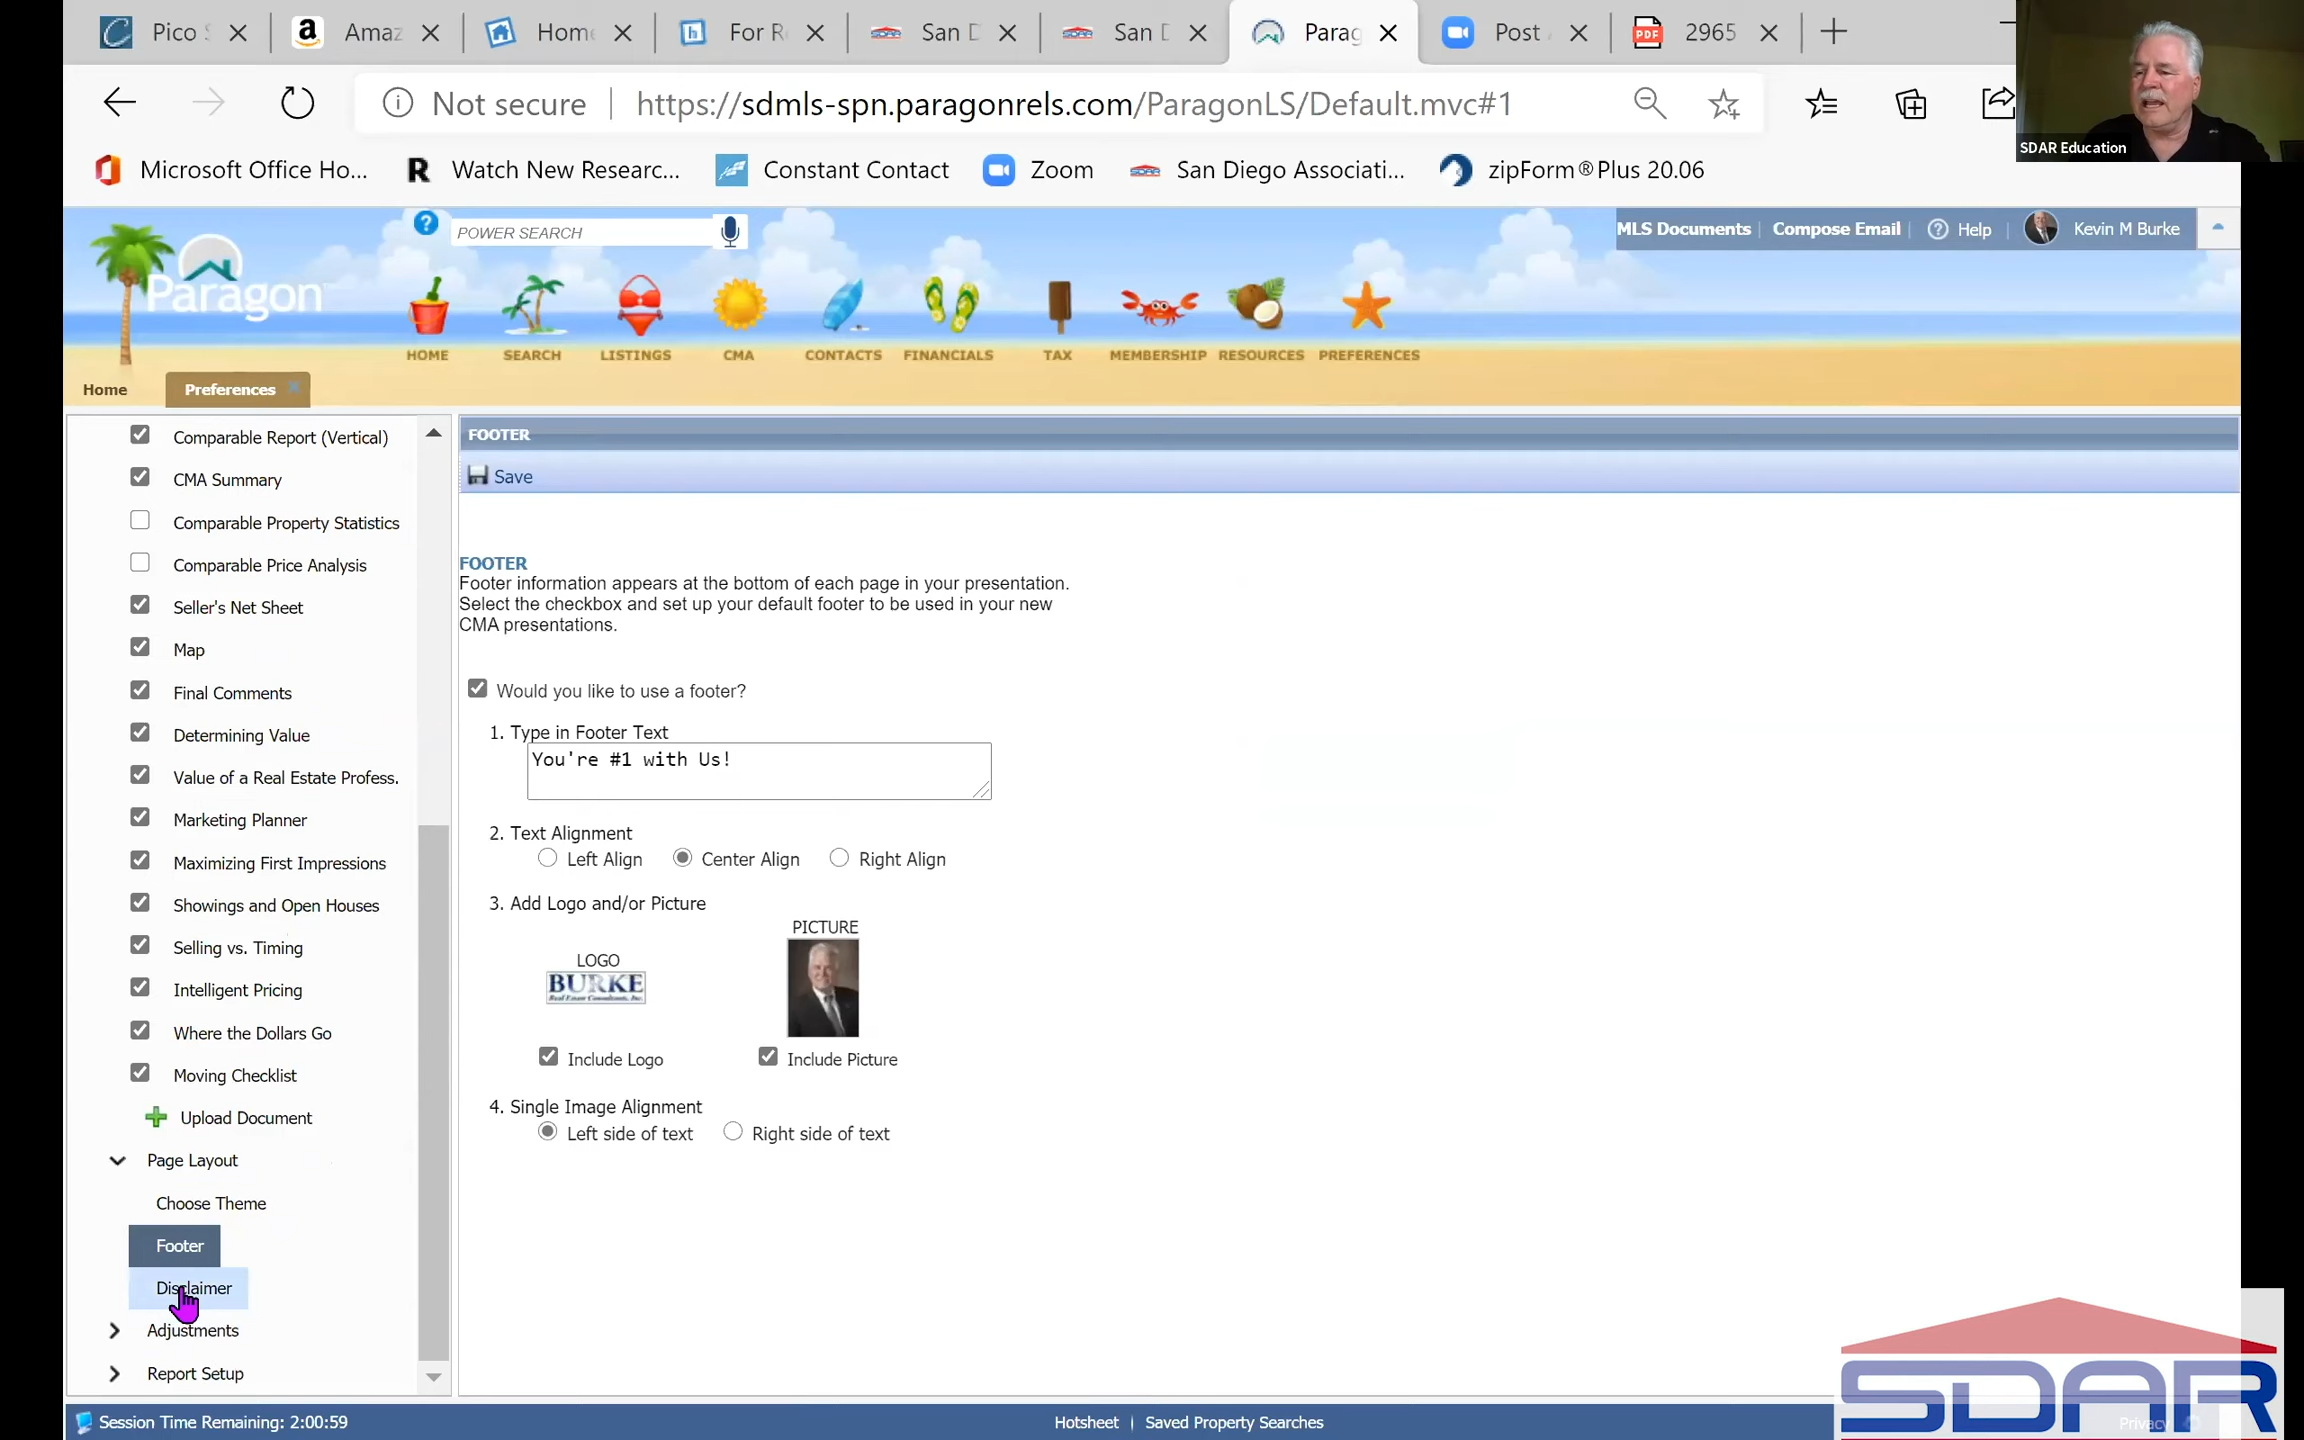 Pico S
Amaz
Home
For R
San D
San D
Parag
Post
PDF
2965
Not secure
https://sdmls-spn.paragonrels.com/ParagonLS/Default.mvc#1
SDAR Education
Microsoft Office Ho...
Watch New Researc...
Constant Contact
Zoom
San Diego Associati...
zipForm®Plus 20.06
Paragon
POWER SEARCH
MLS Documents
Compose Email
Help
Kevin M Burke
HOME
SEARCH
LISTINGS
CMA
CONTACTS
FINANCIALS
TAX
MEMBERSHIP
RESOURCES
PREFERENCES
Home
Preferences
Comparable Report (Vertical)
CMA Summary
Comparable Property Statistics
Comparable Price Analysis
Seller's Net Sheet
Map
Final Comments
Determining Value
Value of a Real Estate Profess.
Marketing Planner
Maximizing First Impressions
Showings and Open Houses
Selling vs. Timing
Intelligent Pricing
Where the Dollars Go
Moving Checklist
Upload Document
Page Layout
Choose Theme
Footer
Disclaimer
Adjustments
Report Setup
FOOTER
Save
FOOTER
Footer information appears at the bottom of each page in your presentation.
Select the checkbox and set up your default footer to be used in your new
CMA presentations.
Would you like to use a footer?
1. Type in Footer Text
You're #1 with Us!
2. Text Alignment
Left Align
Center Align
Right Align
3. Add Logo and/or Picture
LOGO
PICTURE
BURKE
Real Estate Consultants, Inc.
Include Logo
Include Picture
4. Single Image Alignment
Left side of text
Right side of text
Session Time Remaining: 2:00:59
Hotsheet | Saved Property Searches
Privacy
SDAR